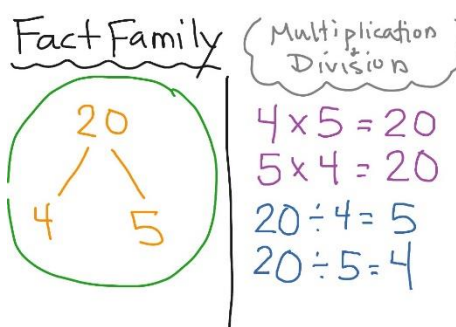 Fact Family
20
4 5
Multiplication
+
Division
4 x 5 = 20
5 x 4 = 20
20 ÷ 4 = 5
20 ÷ 5 = 4